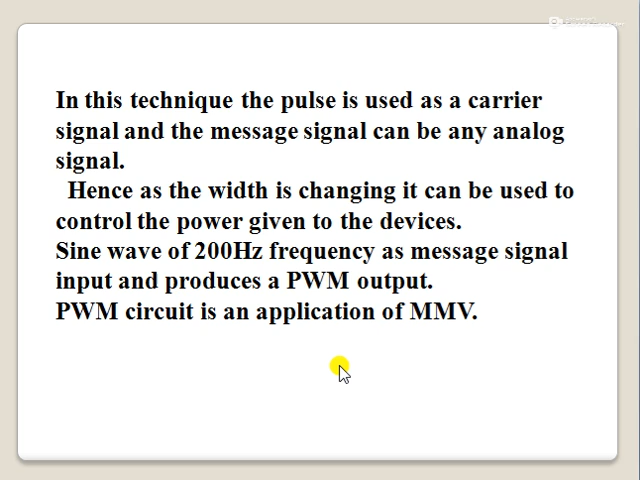 In this technique the pulse is used as a carrier
signal and the message signal can be any analog
signal.
Hence as the width is changing it can be used to
control the power given to the devices.
Sine wave of 200Hz frequency as message signal
input and produces a PWM output.
PWM circuit is an application of MMV.